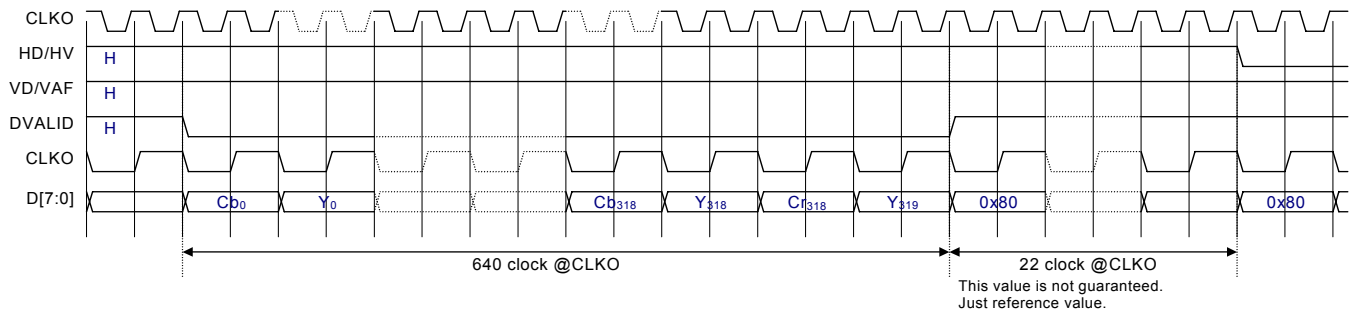 CLKO
HD/HV H
VD/VAF H
DVALID H
CLKO
D[7:0] Cb0 Y0 Cb318 Y318 Cr318 Y319 0x80 0x80
640 clock @CLKO 22 clock @CLKO
This value is not guaranteed.
Just reference value.